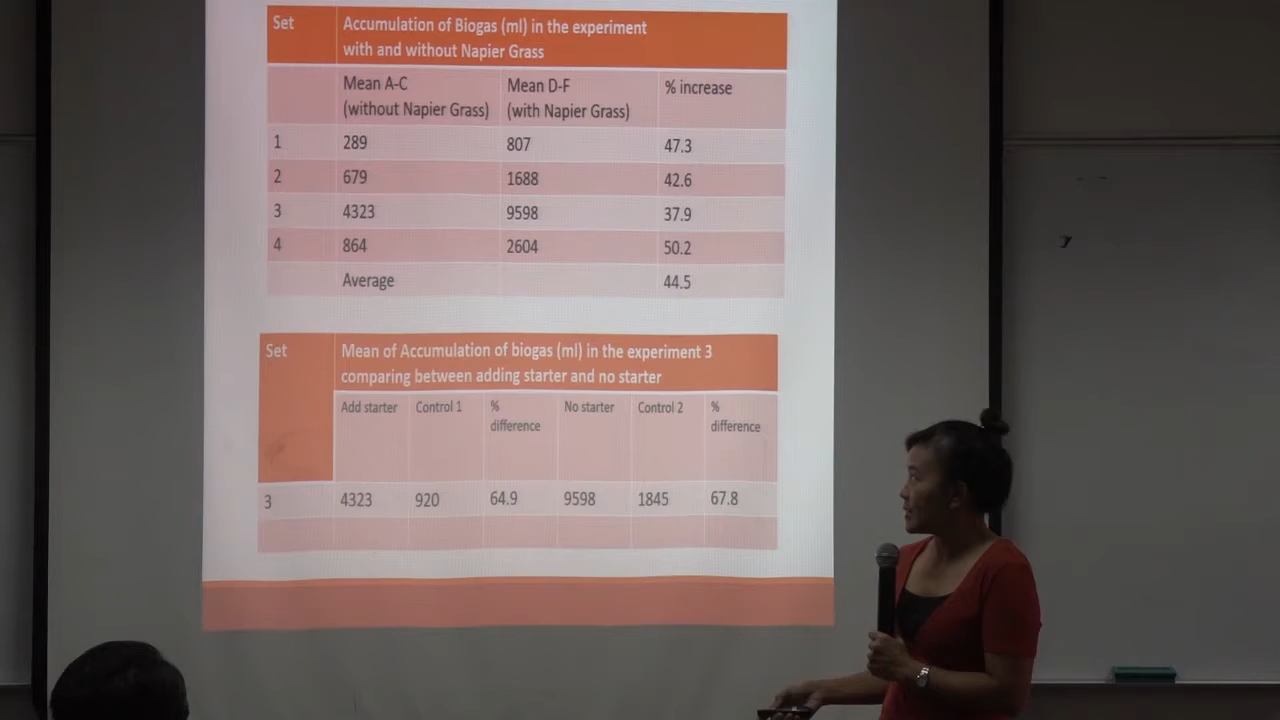 Set Accumulation of Biogas (ml) in the experiment
with and without Napier Grass
Mean A-C Mean D-F % increase
(without Napier Grass) (with Napier Grass)
1 289 807 47.3
2 679 1688 42.6
3 4323 9598 37.9
4 864 2604 50.2
Average 44.5
Set Mean of Accumulation of biogas (ml) in the experiment 3
comparing between adding starter and no starter
Add starter Control 1 % No starter Control 2 %
difference difference
3 4323 920 64.9 9598 1845 67.8